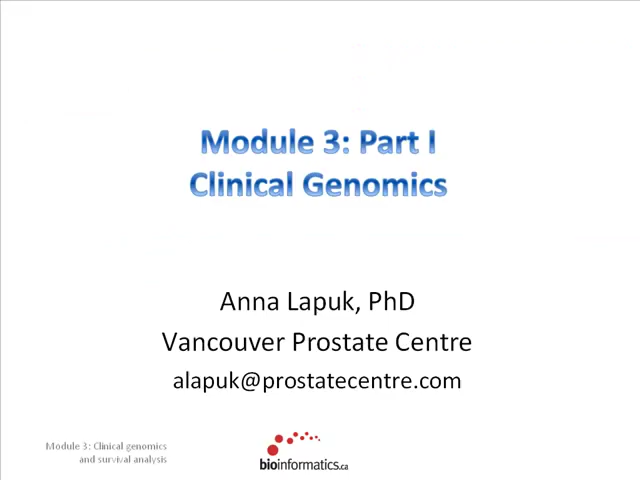 Module 3: Part I
Clinical Genomics
Anna Lapuk, PhD
Vancouver Prostate Centre
alapuk@prostatecentre.com
Module 3: Clinical genomics
and survival analysis
bioinformatics.ca